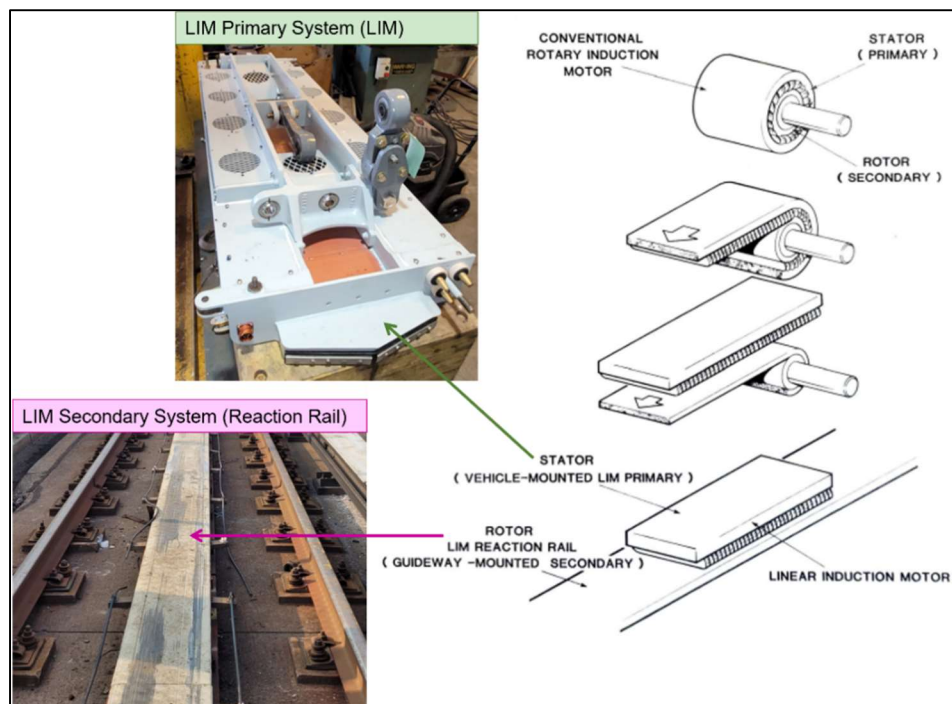 LIM Primary System (LIM)
CONVENTIONAL
ROTARY INDUCTION
MOTOR
STATOR
( PRIMARY )
ROTOR
( SECONDARY )
LIM Secondary System (Reaction Rail)
STATOR
( VEHICLE-MOUNTED LIM PRIMARY )
ROTOR
LIM REACTION RAIL
( GUIDEWAY -MOUNTED SECONDARY )
LINEAR INDUCTION MOTOR